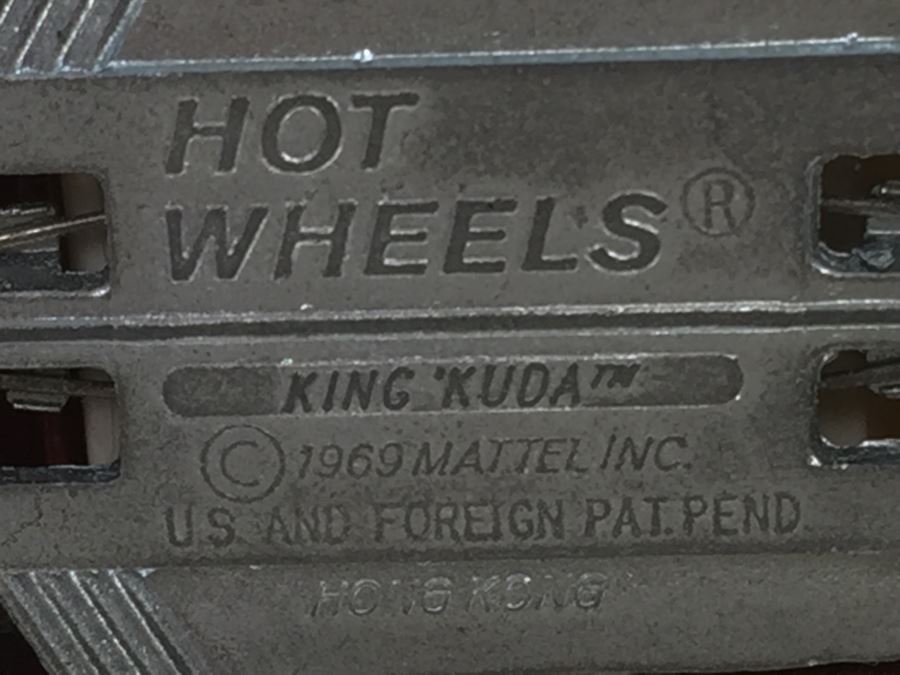 HOT
WHEELS®
KING 'KUDA™
©1969 MATTEL INC.
U.S. AND FOREIGN PAT. PEND.
HONG KONG